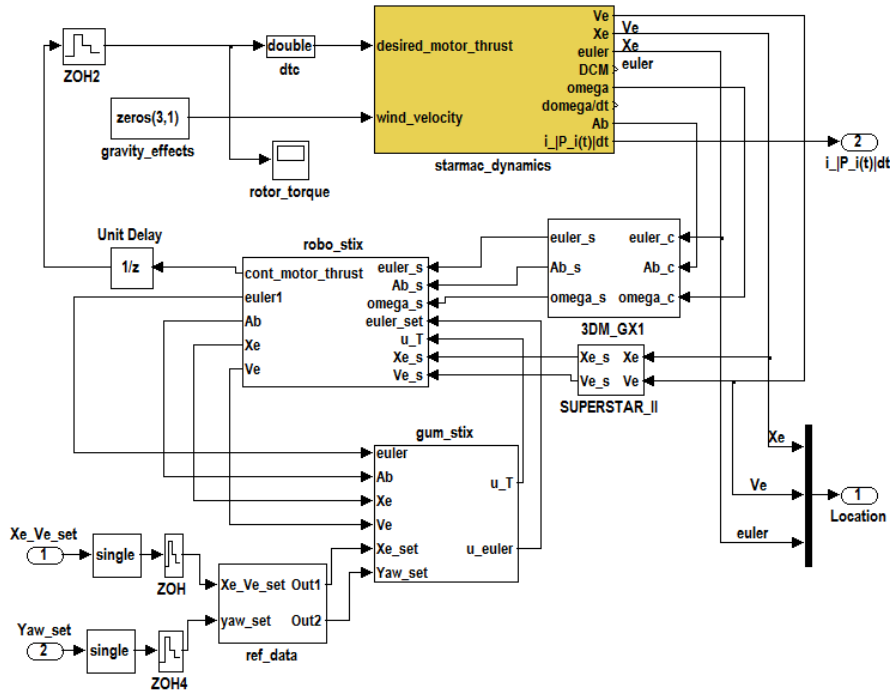 Ve
Ve
Xe
Xe
euler
euler
DCM
omega
domega/dt
Ab
i_|P_i(t)|dt
desired_motor_thrust
wind_velocity
starmac_dynamics
ZOH2
double
dtc
zeros(3,1)
gravity_effects
rotor_torque
2
i_|P_i(t)|dt
Unit Delay
1/z
robo_stix
cont_motor_thrust
euler1
Ab
Xe
Ve
euler_s
Ab_s
omega_s
euler_set
u_T
Xe_s
Ve_s
euler_s
Ab_s
omega_s
euler_c
Ab_c
omega_c
3DM_GX1
Xe_s
Ve_s
Xe
Ve
SUPERSTAR_II
gum_stix
euler
Ab
Xe
Ve
Xe_set
Yaw_set
u_T
u_euler
Xe
Ve
euler
1
Location
Xe_Ve_set
1
single
ZOH
Yaw_set
2
single
ZOH4
Xe_Ve_set
yaw_set
Out1
Out2
ref_data